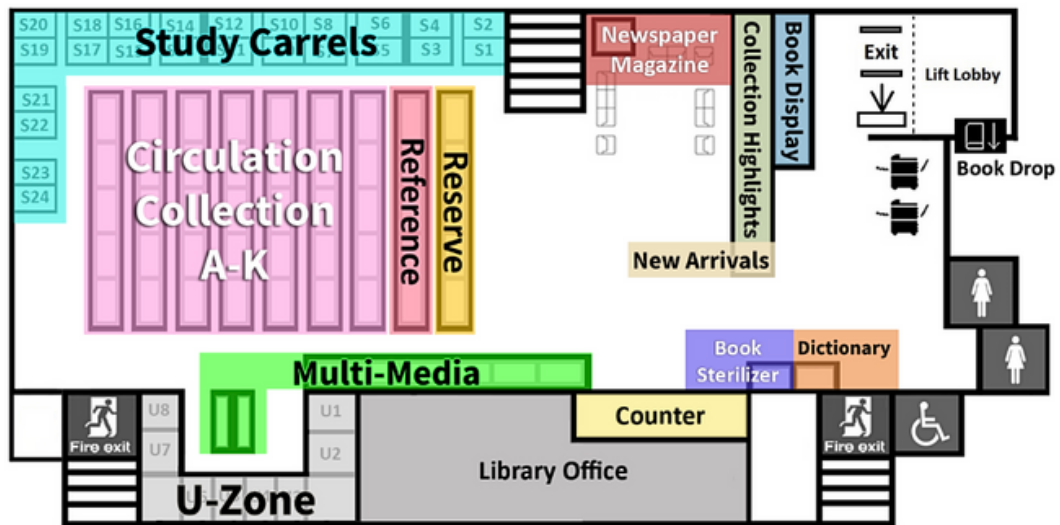 S20 S18 S16 S14 S12 S10 S8 S6 S4 S2
Study Carrels
S19 S17 S5 S3 S1
S21
S22
S23
S24
Circulation
Collection
A-K
Reference
Reserve
Newspaper
Magazine
Collection Highlights
Book Display
Exit
Lift Lobby
Book Drop
New Arrivals
Multi-Media
Book
Sterilizer
Dictionary
Fire exit
U8
U7
U1
U2
U-Zone
Counter
Library Office
Fire exit